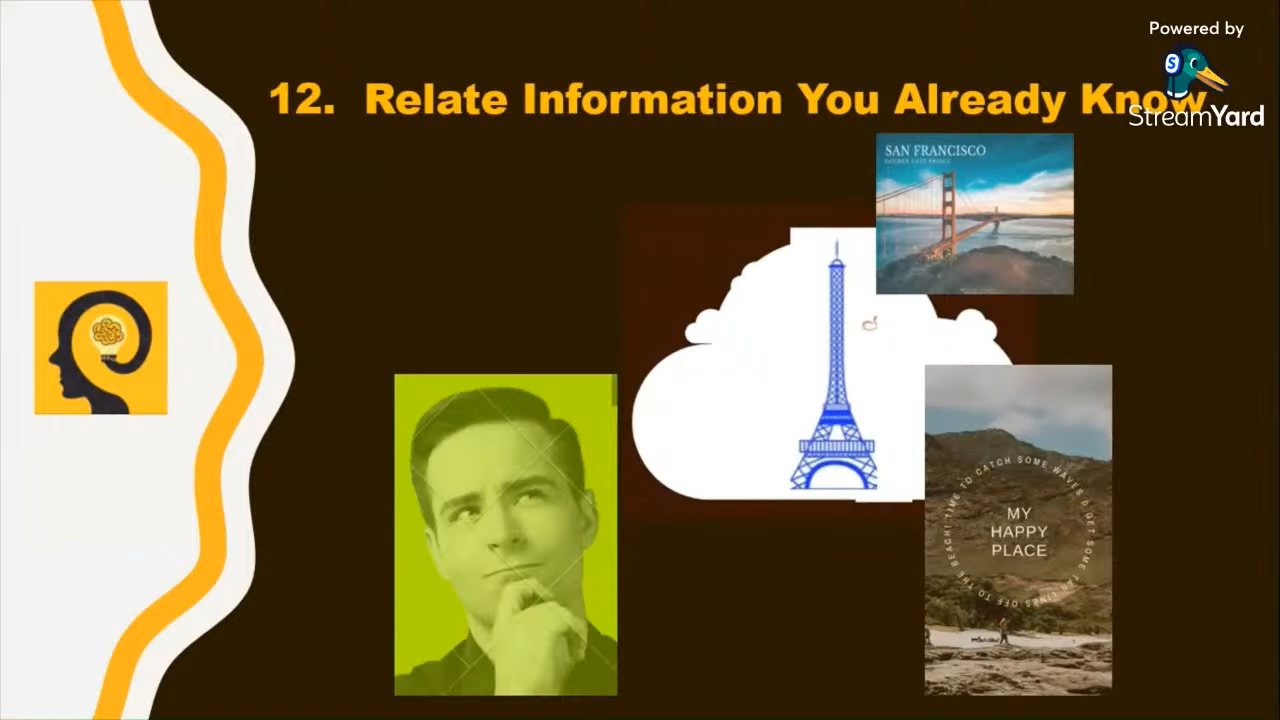 Powered by
12. Relate Information You Already Know
S
StreamYard
SAN FRANCISCO
GOLDEN GATE BRIDGE
TIME TO CATCH SOME WAVES & GET SOME TAN LINES OFF TO THE BEACH!
MY
HAPPY
PLACE